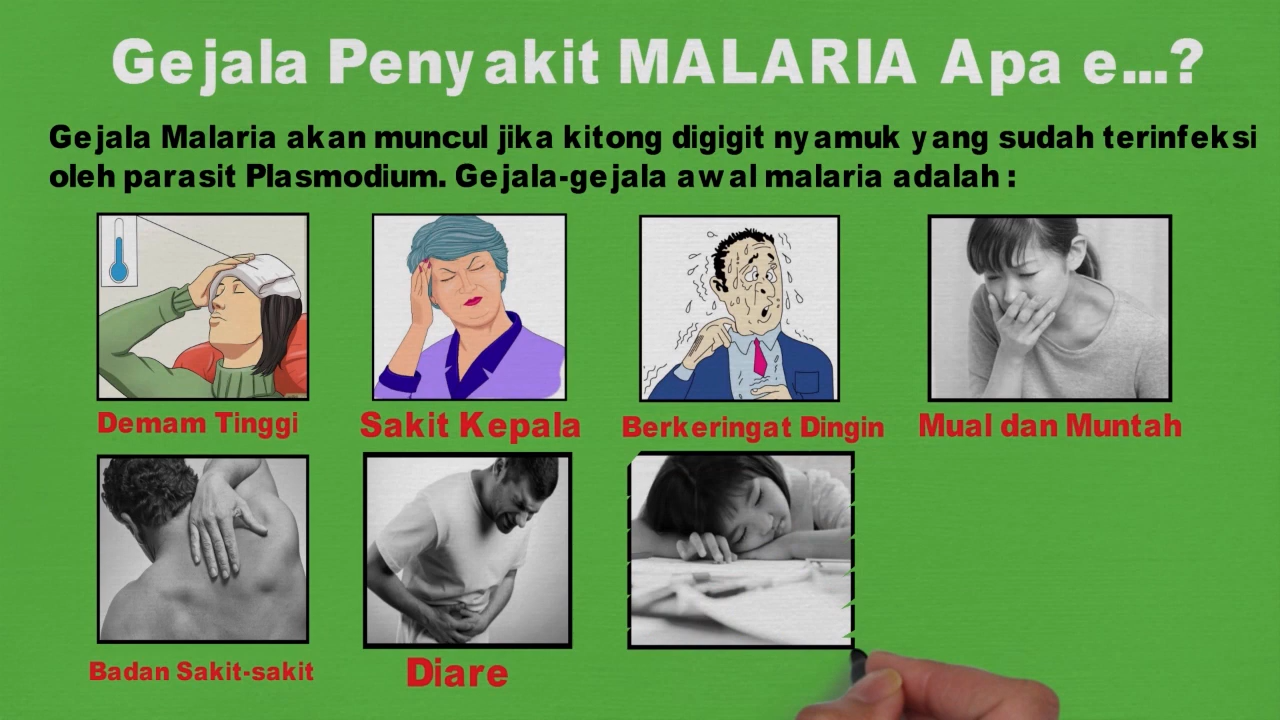 Gejala Penyakit MALARIA Apa e...?
Gejala Malaria akan muncul jika kitong digigit nyamuk yang sudah terinfeksi
oleh parasit Plasmodium. Gejala-gejala awal malaria adalah :
Demam Tinggi
Sakit Kepala
Berkeringat Dingin
Mual dan Muntah
Badan Sakit-sakit
Diare